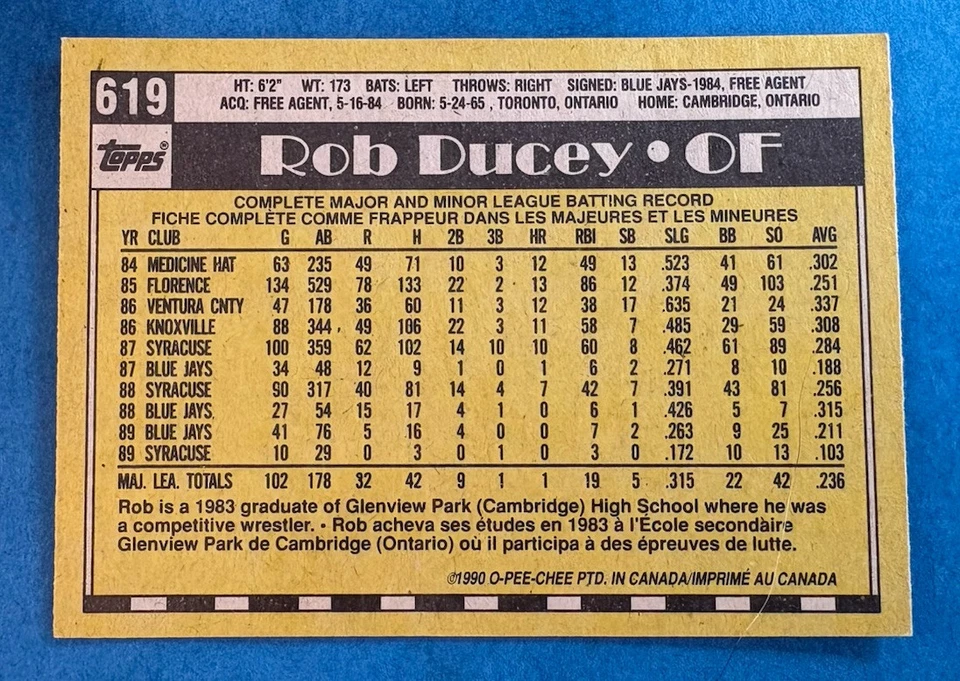 619
HT: 6'2" WT: 173 BATS: LEFT THROWS: RIGHT SIGNED: BLUE JAYS-1984, FREE AGENT
ACQ: FREE AGENT, 5-16-84 BORN: 5-24-65 , TORONTO, ONTARIO HOME: CAMBRIDGE, ONTARIO
Topps®
Rob Ducey • OF
COMPLETE MAJOR AND MINOR LEAGUE BATTING RECORD
FICHE COMPLÈTE COMME FRAPPEUR DANS LES MAJEURES ET LES MINEURES
YR CLUB G AB R H 2B 3B HR RBI SB SLG BB SO AVG
84 MEDICINE HAT 63 235 49 71 10 3 12 49 13 .523 41 61 .302
85 FLORENCE 134 529 78 133 22 2 13 86 12 .374 49 103 .251
86 VENTURA CNTY 47 178 36 60 11 3 12 38 17 .635 21 24 .337
86 KNOXVILLE 88 344 49 106 22 3 11 58 7 .485 29 59 .308
87 SYRACUSE 100 359 62 102 14 10 10 60 8 .462 61 89 .284
87 BLUE JAYS 34 48 12 9 1 0 1 6 2 .271 8 10 .188
88 SYRACUSE 90 317 40 81 14 4 7 42 7 .391 43 81 .256
88 BLUE JAYS 27 54 15 17 4 1 0 6 1 .426 5 7 .315
89 BLUE JAYS 41 76 5 16 4 0 0 7 2 .263 9 25 .211
89 SYRACUSE 10 29 0 3 0 1 0 3 0 .172 10 13 .103
MAJ. LEA. TOTALS 102 178 32 42 9 1 1 19 5 .315 22 42 .236
Rob is a 1983 graduate of Glenview Park (Cambridge) High School where he was
a competitive wrestler. • Rob acheva ses études en 1983 à l'École secondaire
Glenview Park de Cambridge (Ontario) où il participa à des épreuves de lutte.
©1990 O-PEE-CHEE PTD. IN CANADA/IMPRIMÉ AU CANADA